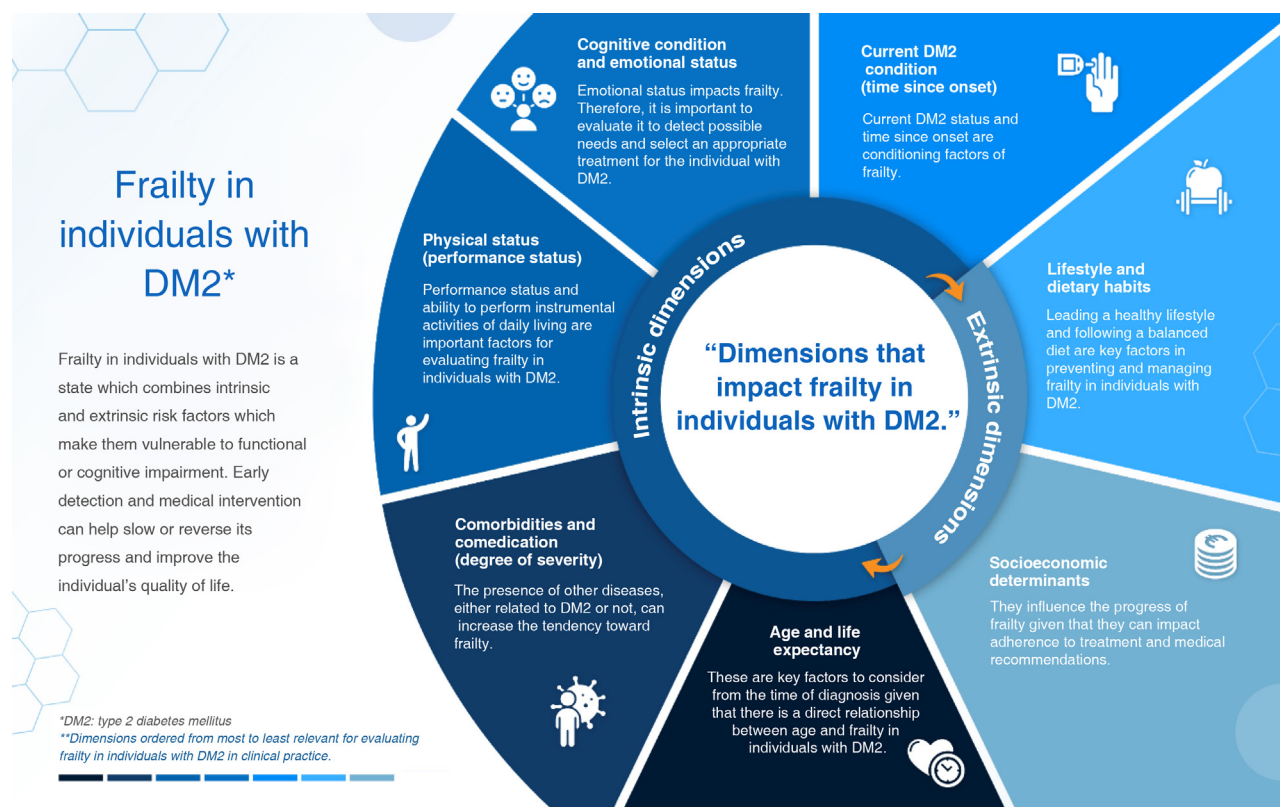 Frailty in
individuals with
DM2*
Frailty in individuals with DM2 is a
state which combines intrinsic
and extrinsic risk factors which
make them vulnerable to functional
or cognitive impairment. Early
detection and medical intervention
can help slow or reverse its
progress and improve the
individual’s quality of life.
*DM2: type 2 diabetes mellitus
**Dimensions ordered from most to least relevant for evaluating
frailty in individuals with DM2 in clinical practice.
Cognitive condition
and emotional status
Emotional status impacts frailty.
Therefore, it is important to
evaluate it to detect possible
needs and select an appropriate
treatment for the individual with
DM2.
Current DM2
condition
(time since onset)
Current DM2 status and
time since onset are
conditioning factors of
frailty.
Physical status
(performance status)
Performance status and
ability to perform instrumental
activities of daily living are
important factors for
evaluating frailty in
individuals with DM2.
Lifestyle and
dietary habits
Leading a healthy lifestyle
and following a balanced
diet are key factors in
preventing and managing
frailty in individuals with
DM2.
Intrinsic dimensions
Extrinsic dimensions
“Dimensions that
impact frailty in
individuals with DM2.”
Comorbidities and
comedication
(degree of severity)
The presence of other diseases,
either related to DM2 or not, can
increase the tendency toward
frailty.
Socioeconomic
determinants
They influence the progress of
frailty given that they can impact
adherence to treatment and medical
recommendations.
Age and life
expectancy
These are key factors to consider
from the time of diagnosis given
that there is a direct relationship
between age and frailty in
individuals with DM2.
€